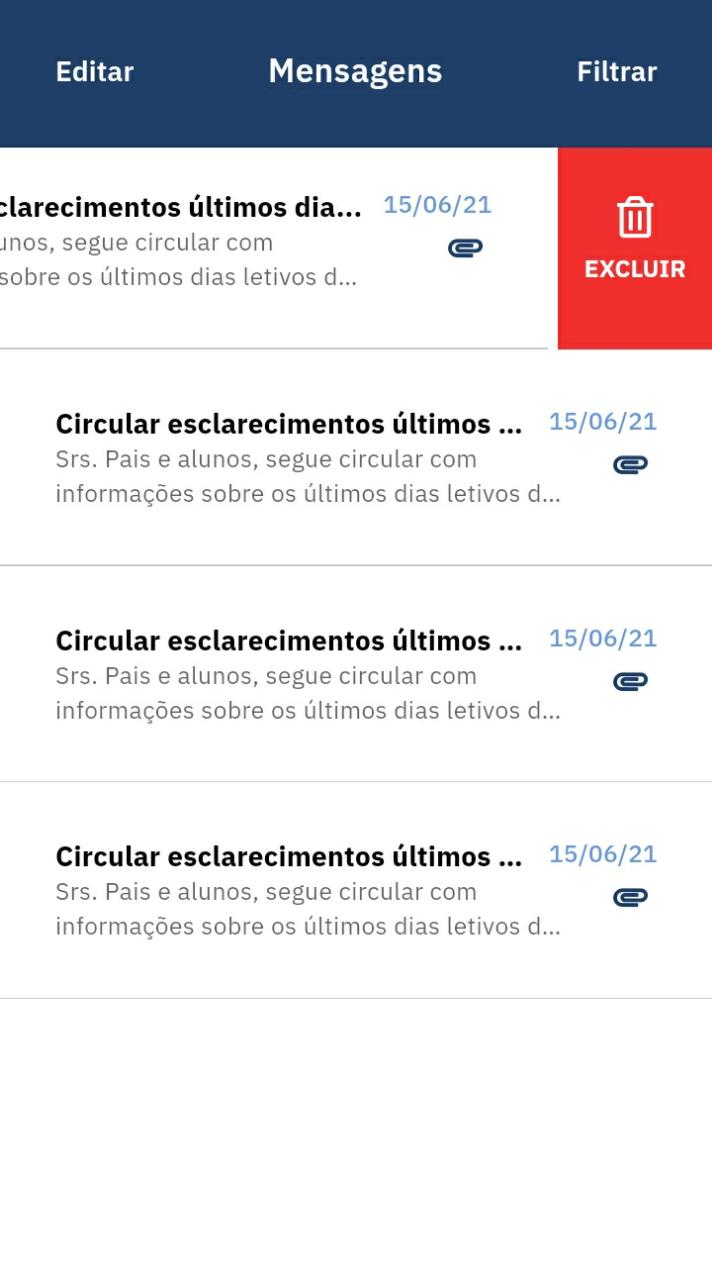 Editar Mensagens Filtrar
clarecimentos últimos dia... 15/06/21
unos, segue circular com
sobre os últimos dias letivos d...
EXCLUIR
Circular esclarecimentos últimos ... 15/06/21
Srs. Pais e alunos, segue circular com
informações sobre os últimos dias letivos d...
Circular esclarecimentos últimos ... 15/06/21
Srs. Pais e alunos, segue circular com
informações sobre os últimos dias letivos d...
Circular esclarecimentos últimos ... 15/06/21
Srs. Pais e alunos, segue circular com
informações sobre os últimos dias letivos d...